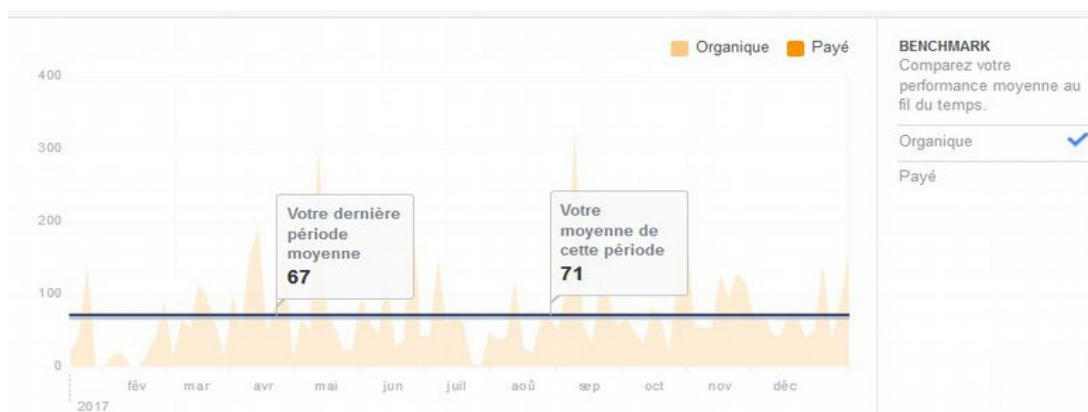 Organique Payé
BENCHMARK
Comparez votre
performance moyenne au
fil du temps.
Organique
Payé
400
300
200
100
0
Votre dernière
période
moyenne
67
Votre
moyenne de
cette période
71
fév mar avr mai jun juil aoû sep oct nov déc
2017